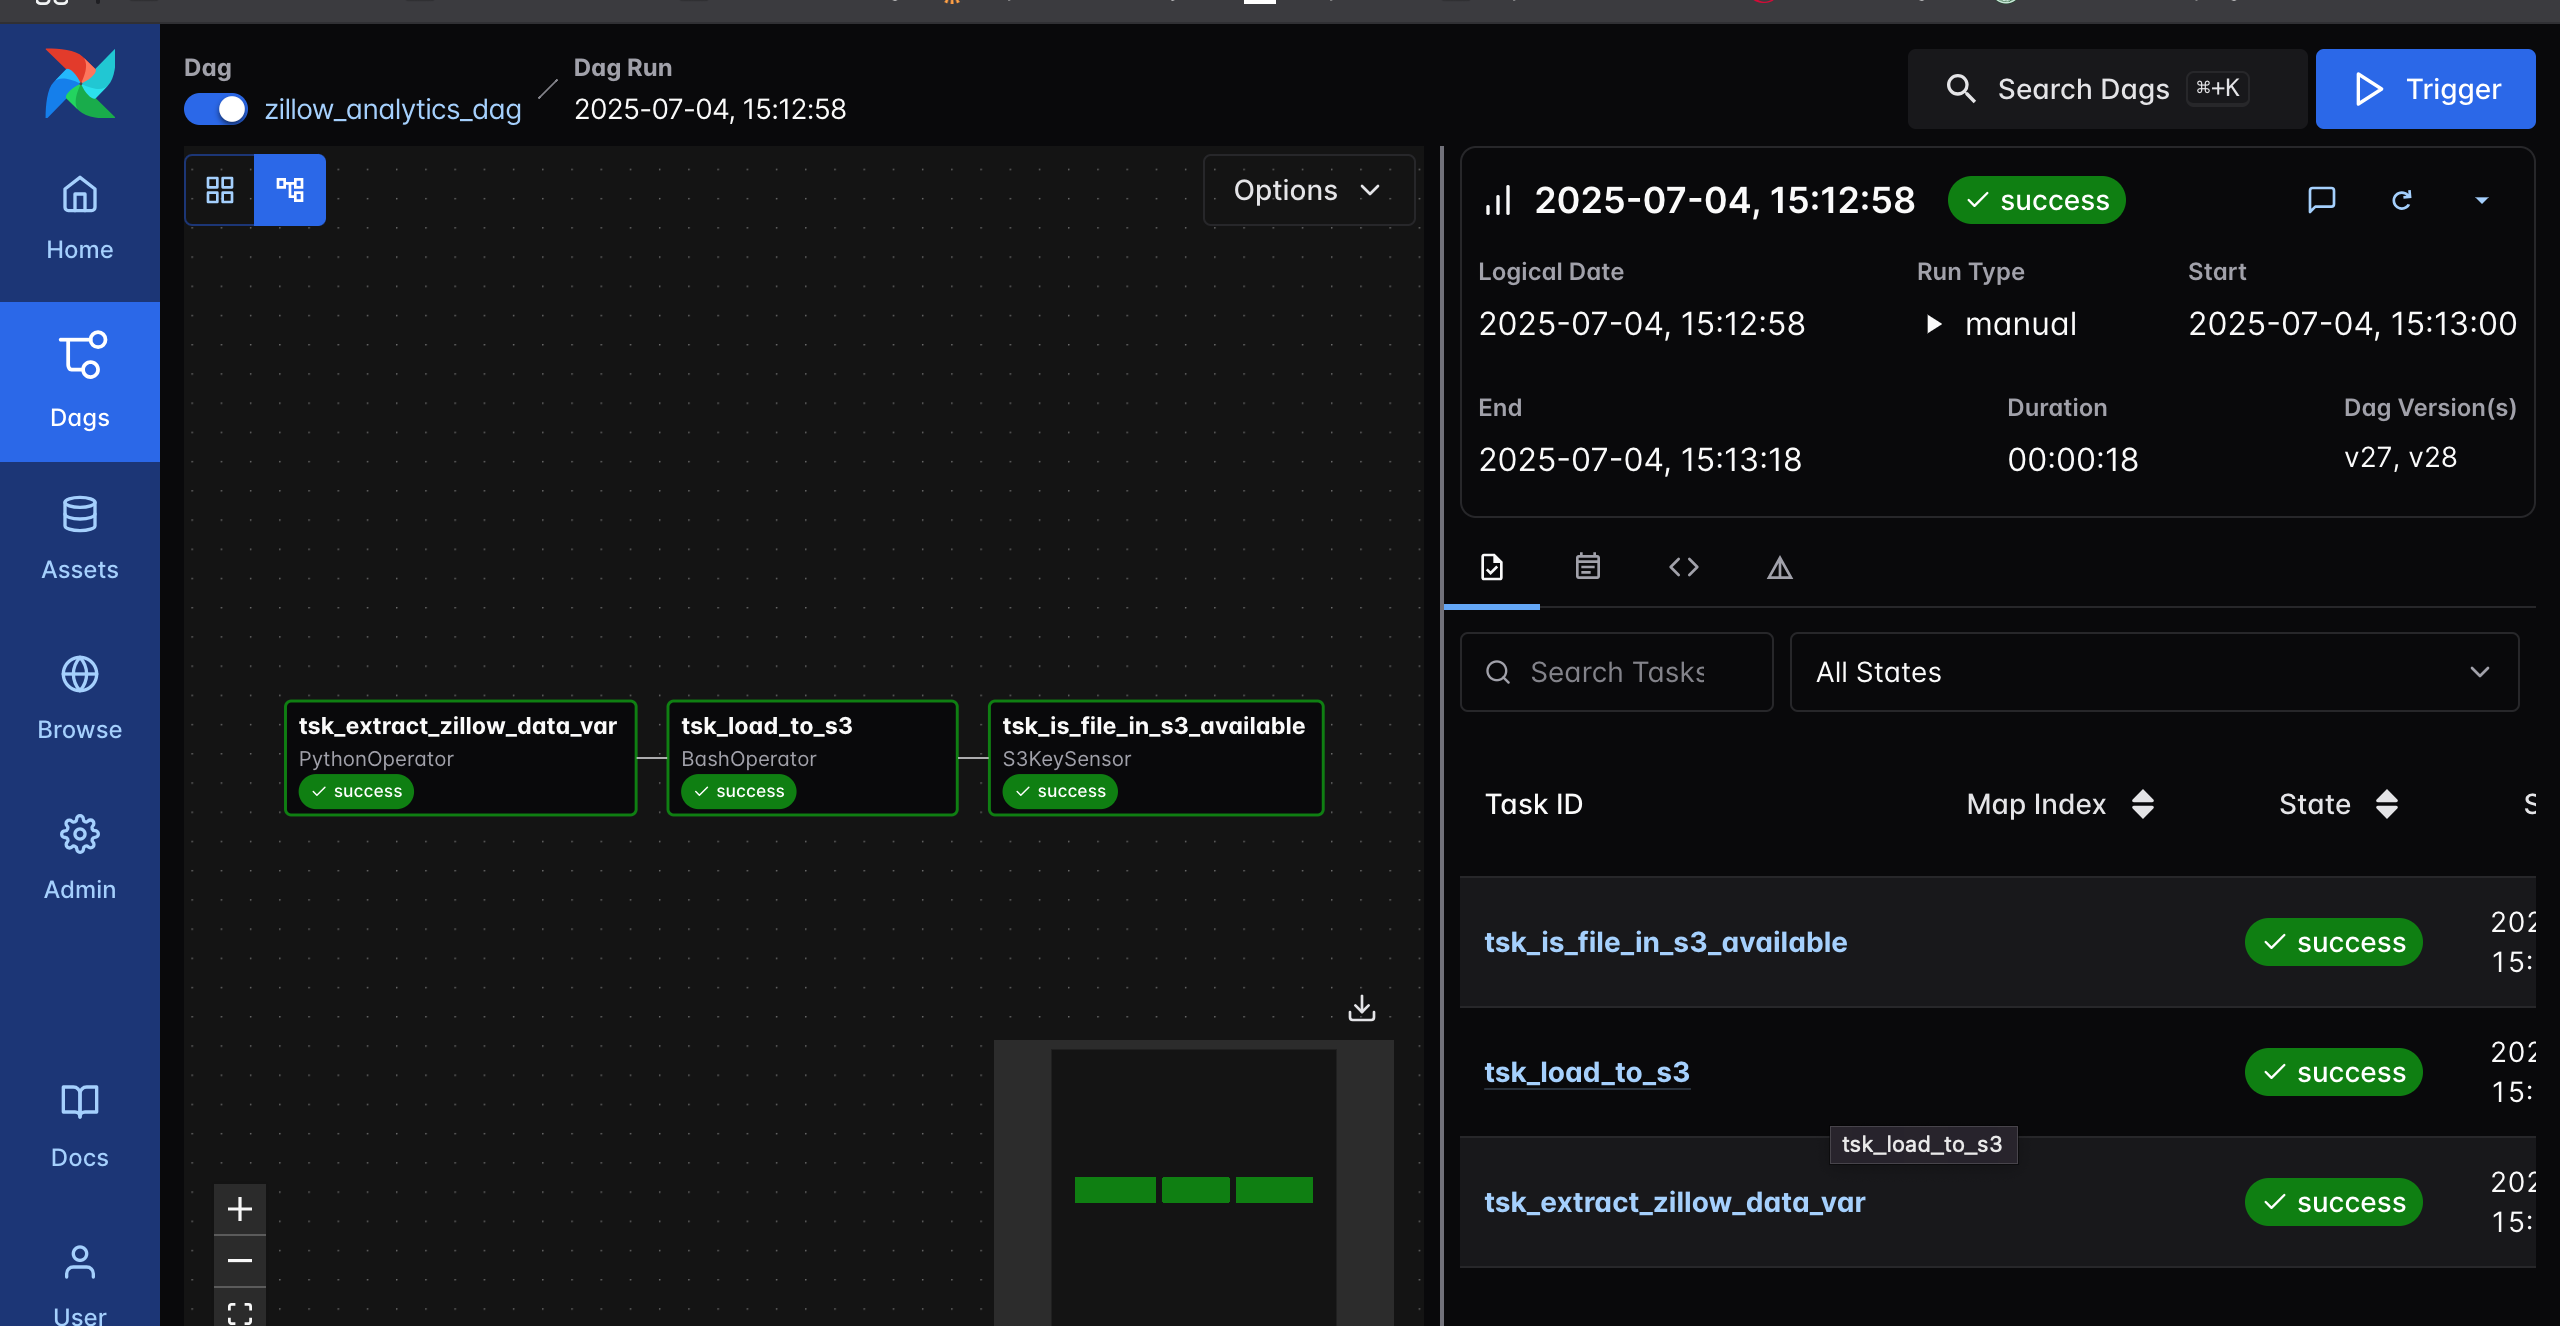 Dag
zillow_analytics_dag
Dag Run
2025-07-04, 15:12:58
Search Dags ⌘+K
Trigger
Home
Dags
Assets
Browse
Admin
Docs
User
Options
tsk_extract_zillow_data_var
PythonOperator
success
tsk_load_to_s3
BashOperator
success
tsk_is_file_in_s3_available
S3KeySensor
success
2025-07-04, 15:12:58 success
Logical Date Run Type Start
2025-07-04, 15:12:58 manual 2025-07-04, 15:13:00
End Duration Dag Version(s)
2025-07-04, 15:13:18 00:00:18 v27, v28
Search Tasks
All States
Task ID Map Index State
tsk_is_file_in_s3_available success
15:
tsk_load_to_s3 success
15:
tsk_load_to_s3
tsk_extract_zillow_data_var success
15: